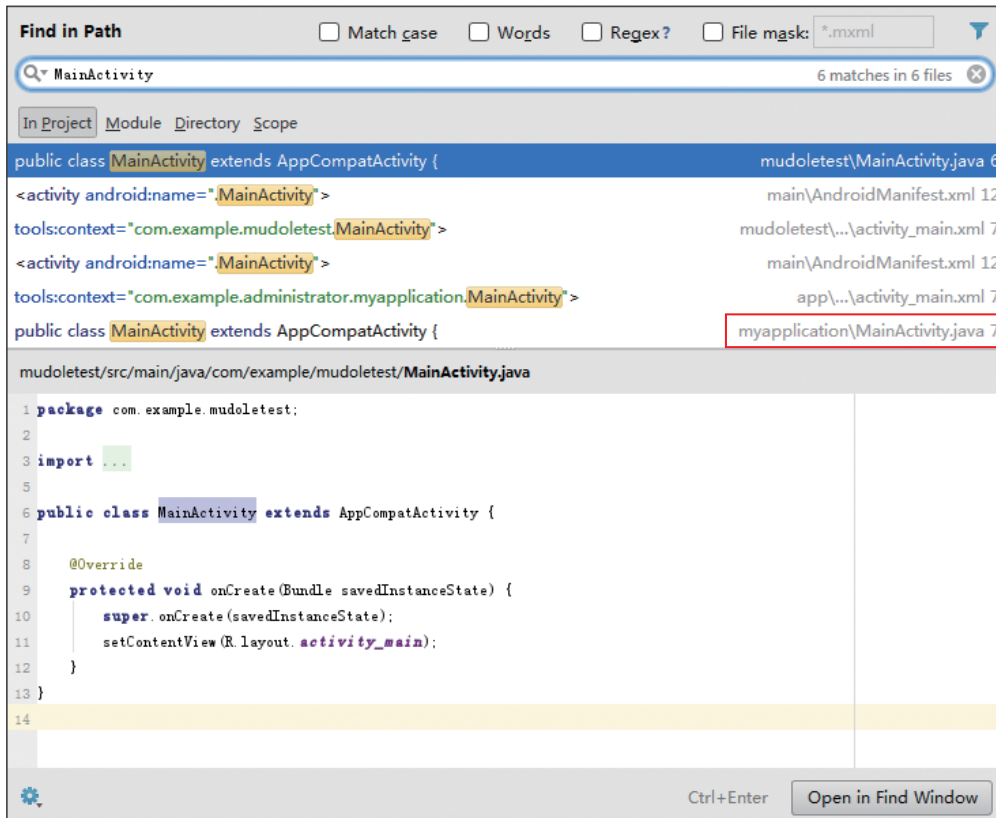 Find in Path Match case Words Regex? File mask: *.mxml
MainActivity 6 matches in 6 files
In Project Module Directory Scope
public class MainActivity extends AppCompatActivity { mudoletest\MainActivity.java 6
<activity android:name=".MainActivity"> main\AndroidManifest.xml 12
tools:context="com.example.mudoletest.MainActivity"> mudoletest\...\activity_main.xml 7
<activity android:name=".MainActivity"> main\AndroidManifest.xml 12
tools:context="com.example.administrator.myapplication.MainActivity"> app\...\activity_main.xml 7
public class MainActivity extends AppCompatActivity { myapplication\MainActivity.java 7
mudoletest/src/main/java/com/example/mudoletest/MainActivity.java
1 package com.example.mudoletest;
2
3 import ...
5
6 public class MainActivity extends AppCompatActivity {
7
8 @Override
9 protected void onCreate(Bundle savedInstanceState) {
10 super.onCreate(savedInstanceState);
11 setContentView(R.layout.activity_main);
12 }
13 }
14
Ctrl+Enter Open in Find Window